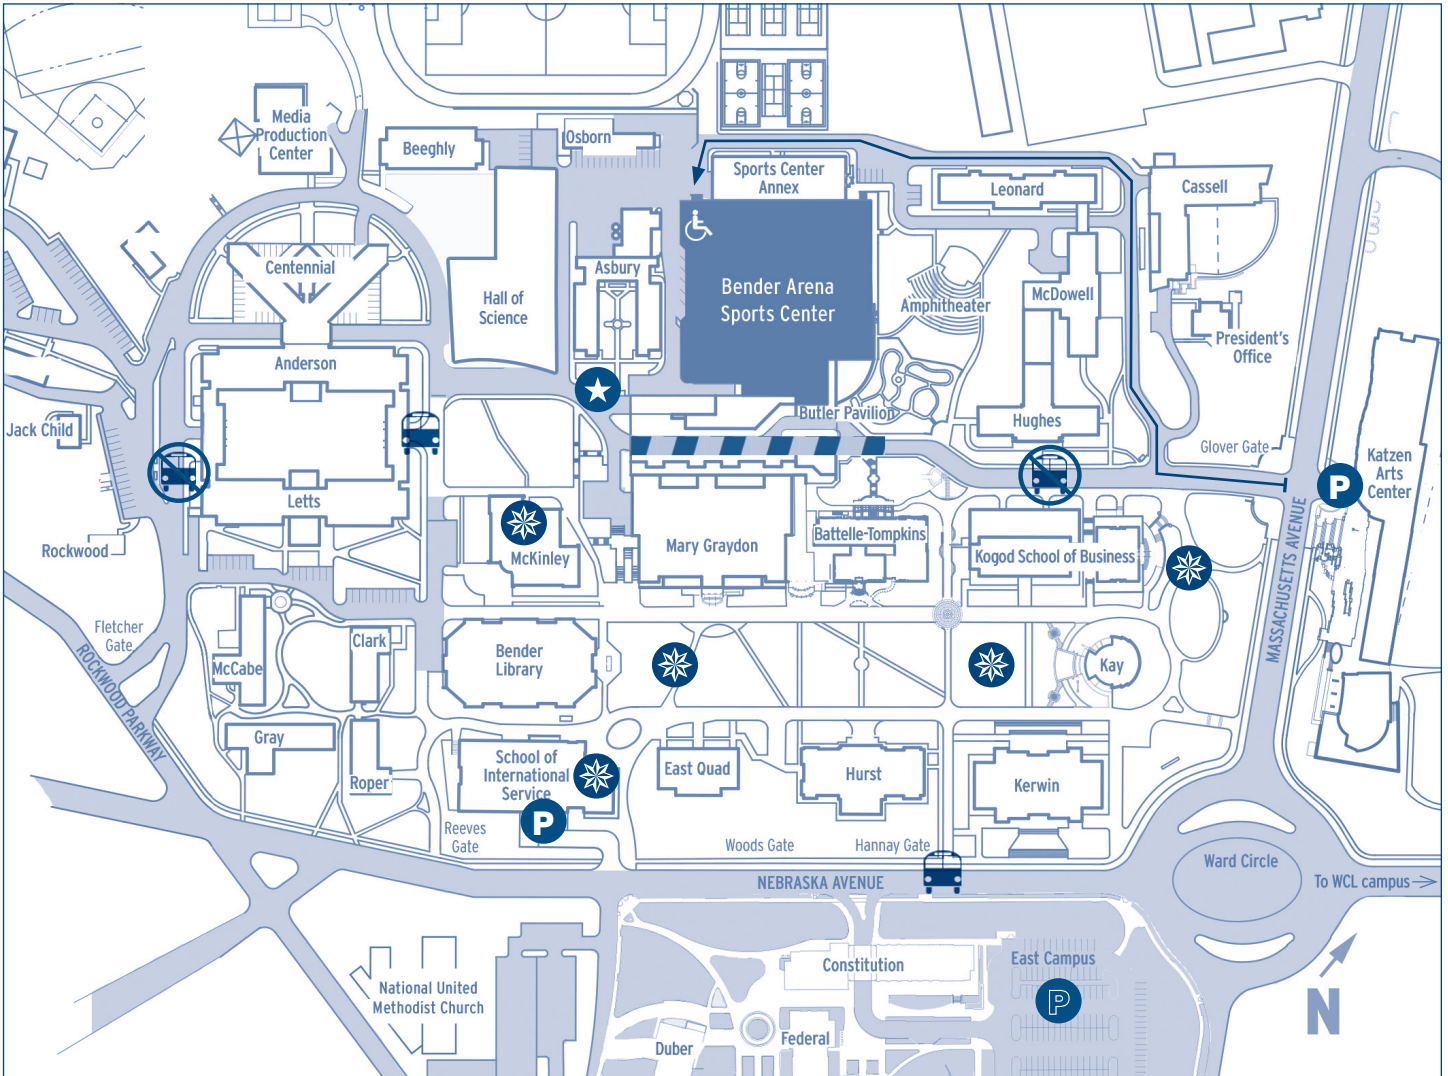 Media
Production
Center
Beeghly
Osborn
Sports Center
Annex
Leonard
Cassell
Centennial
Hall of
Science
Asbury
8
Bender Arena
Sports Center
Amphitheater
McDowell
President's
Office
Anderson
Jack Child
Butler Pavilion
Hughes
Glover Gate
Katzen
Arts
Center
P
Letts
Rockwood
McKinley
Mary Graydon
Battelle-Tompkins
Kogod School of Business
MASSACHUSETTS AVENUE
Fletcher
Gate
ROCKWOOD PARKWAY
McCabe
Clark
Bender
Library
Kay
Gray
Roper
School of
International
Service
P
East Quad
Hurst
Kerwin
Reeves
Gate
Woods Gate
Hannay Gate
Ward Circle
NEBRASKA AVENUE
To WCL campus
Constitution
East Campus
P
National United
Methodist Church
Federal
Duber
N